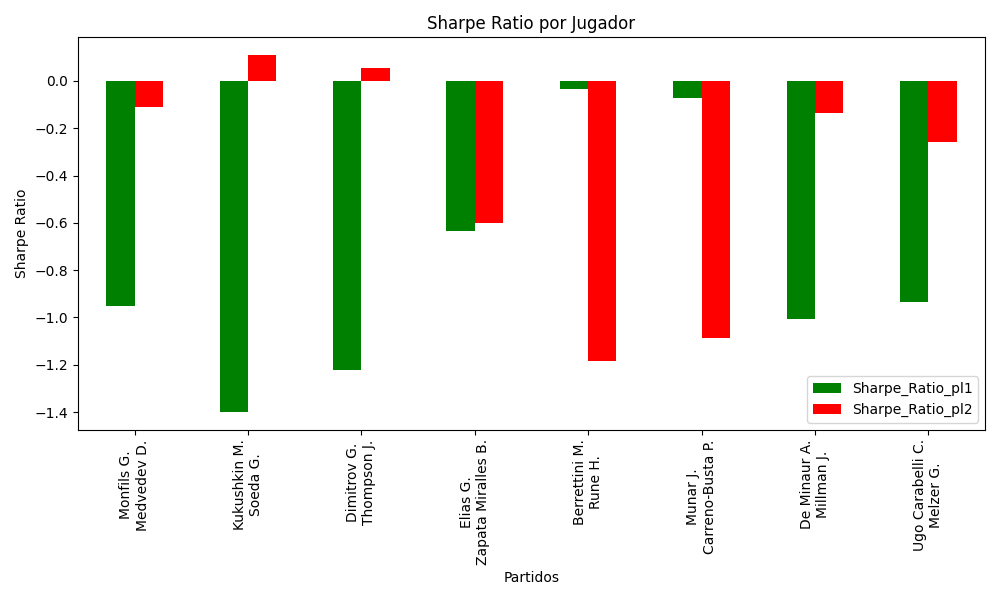 Sharpe Ratio por Jugador
Sharpe Ratio
0.0
−0.2
−0.4
−0.6
−0.8
−1.0
−1.2
−1.4
Sharpe_Ratio_pl1
Sharpe_Ratio_pl2
Monfils G.
Medvedev D.
Kukushkin M.
Soeda G.
Dimitrov G.
Thompson J.
Elias G.
Zapata Miralles B.
Berrettini M.
Rune H.
Munar J.
Carreno-Busta P.
De Minaur A.
Millman J.
Ugo Carabelli C.
Melzer G.
Partidos